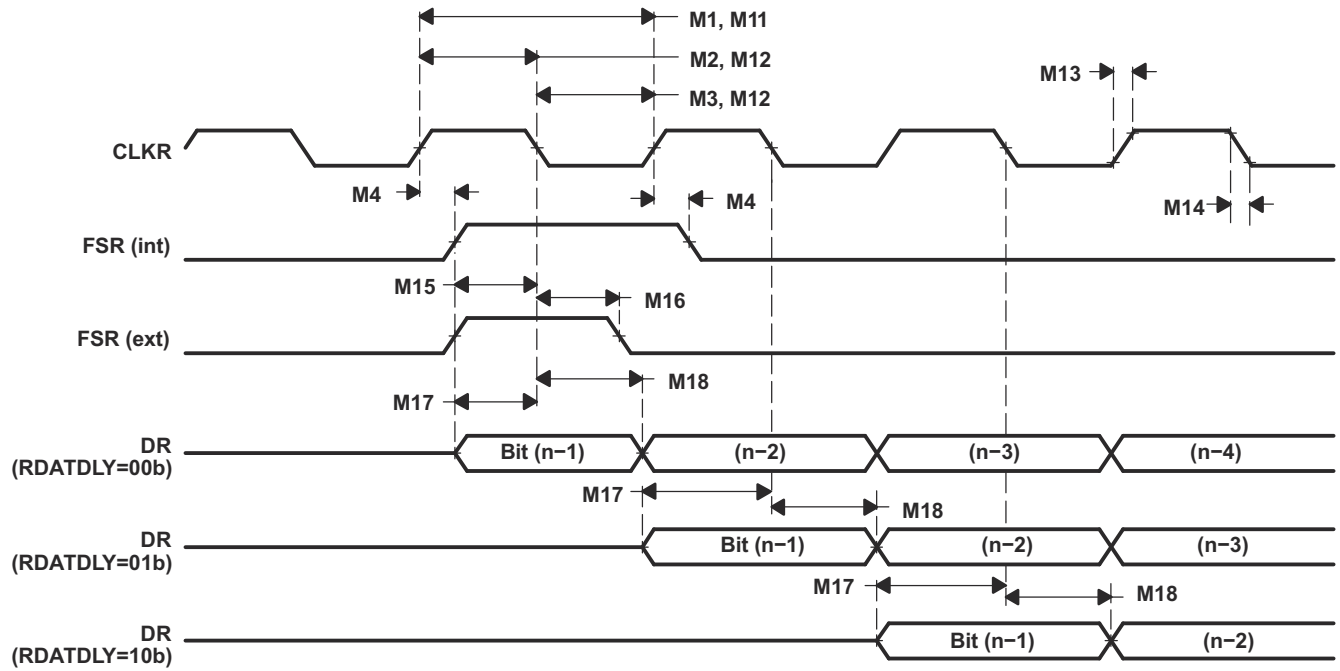 M1, M11
M2, M12
M13
M3, M12
CLKR
M4
M4
M14
FSR (int)
M15
M16
FSR (ext)
M18
M17
DR
(RDATDLY=00b)
Bit (n−1)
(n−2)
(n−3)
(n−4)
M17
M18
DR
(RDATDLY=01b)
Bit (n−1)
(n−2)
(n−3)
M17
M18
DR
(RDATDLY=10b)
Bit (n−1)
(n−2)